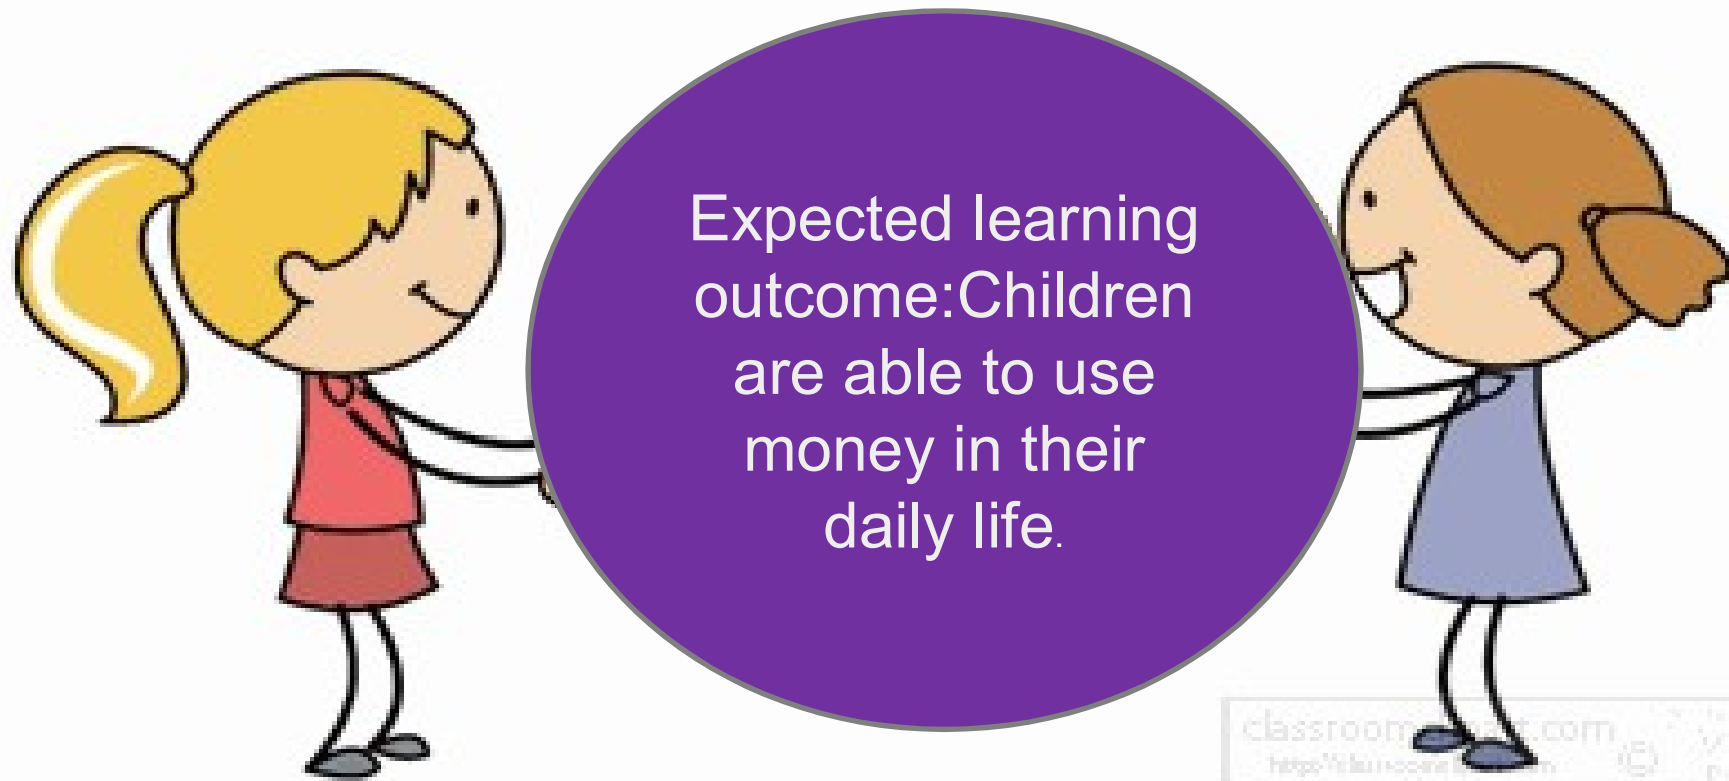 Expected learning
outcome:Children
are able to use
money in their
daily life.